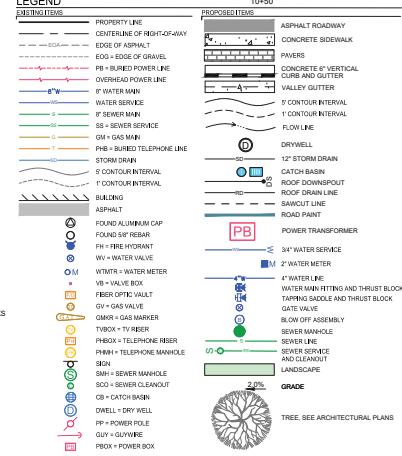 LEGEND
10+50
EXISTING ITEMS
PROPERTY LINE
CENTERLINE OF RIGHT-OF-WAY
EOA
EDGE OF ASPHALT
EOG = EDGE OF GRAVEL
PB = BURIED POWER LINE
OVERHEAD POWER LINE
8"W
8" WATER MAIN
WS
WATER SERVICE
S
8" SEWER MAIN
SS
SS = SEWER SERVICE
G
GM = GAS MAIN
T
PHB = BURIED TELEPHONE LINE
SD
STORM DRAIN
5' CONTOUR INTERVAL
1' CONTOUR INTERVAL
BUILDING
ASPHALT
FOUND ALUMINUM CAP
FOUND 5/8" REBAR
FH = FIRE HYDRANT
WV = WATER VALVE
M
WTMTR = WATER METER
VB = VALVE BOX
FIBER OPTIC VAULT
GV = GAS VALVE
GAS
GMKR = GAS MARKER
TVBOX = TV RISER
PHBOX = TELEPHONE RISER
PHMH = TELEPHONE MANHOLE
SIGN
S
SMH = SEWER MANHOLE
SCO = SEWER CLEANOUT
CB = CATCH BASIN
D
DWELL = DRY WELL
PP = POWER POLE
GUY = GUYWIRE
PB
PBOX = POWER BOX
PROPOSED ITEMS
ASPHALT ROADWAY
CONCRETE SIDEWALK
PAVERS
CONCRETE 6" VERTICAL
CURB AND GUTTER
VALLEY GUTTER
5' CONTOUR INTERVAL
1' CONTOUR INTERVAL
FLOW LINE
D
DRYWELL
SD
12" STORM DRAIN
CATCH BASIN
DS
ROOF DOWNSPOUT
RD
ROOF DRAIN LINE
SAWCUT LINE
ROAD PAINT
PB
POWER TRANSFORMER
3/4" WATER SERVICE
M
2" WATER METER
4"W
4" WATER LINE
WATER MAIN FITTING AND THRUST BLOCK
TAPPING SADDLE AND THRUST BLOCK
GATE VALVE
BLOW OFF ASSEMBLY
SEWER MANHOLE
S
SEWER LINE
SEWER SERVICE
AND CLEANOUT
LANDSCAPE
2.0%
GRADE
TREE, SEE ARCHITECTURAL PLANS